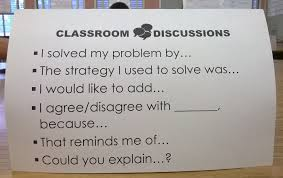 CLASSROOM DISCUSSIONS
▪ I solved my problem by…
▪ The strategy I used to solve was…
▪ I would like to add…
▪ I agree/disagree with _______,
because…
▪ That reminds me of…
▪ Could you explain…?